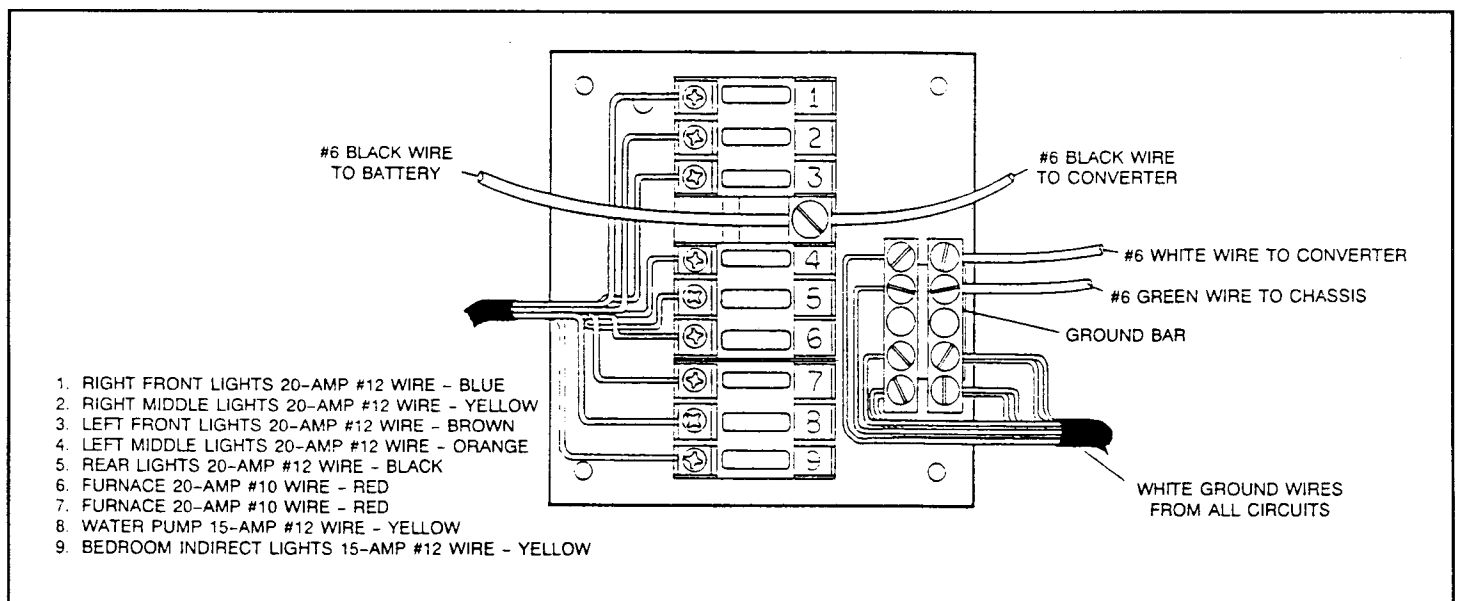 1
2
3
4
5
6
7
8
9
#6 BLACK WIRE
TO BATTERY
#6 BLACK WIRE
TO CONVERTER
#6 WHITE WIRE TO CONVERTER
#6 GREEN WIRE TO CHASSIS
GROUND BAR
WHITE GROUND WIRES
FROM ALL CIRCUITS
1. RIGHT FRONT LIGHTS 20-AMP #12 WIRE - BLUE
2. RIGHT MIDDLE LIGHTS 20-AMP #12 WIRE - YELLOW
3. LEFT FRONT LIGHTS 20-AMP #12 WIRE - BROWN
4. LEFT MIDDLE LIGHTS 20-AMP #12 WIRE - ORANGE
5. REAR LIGHTS 20-AMP #12 WIRE - BLACK
6. FURNACE 20-AMP #10 WIRE - RED
7. FURNACE 20-AMP #10 WIRE - RED
8. WATER PUMP 15-AMP #12 WIRE - YELLOW
9. BEDROOM INDIRECT LIGHTS 15-AMP #12 WIRE - YELLOW